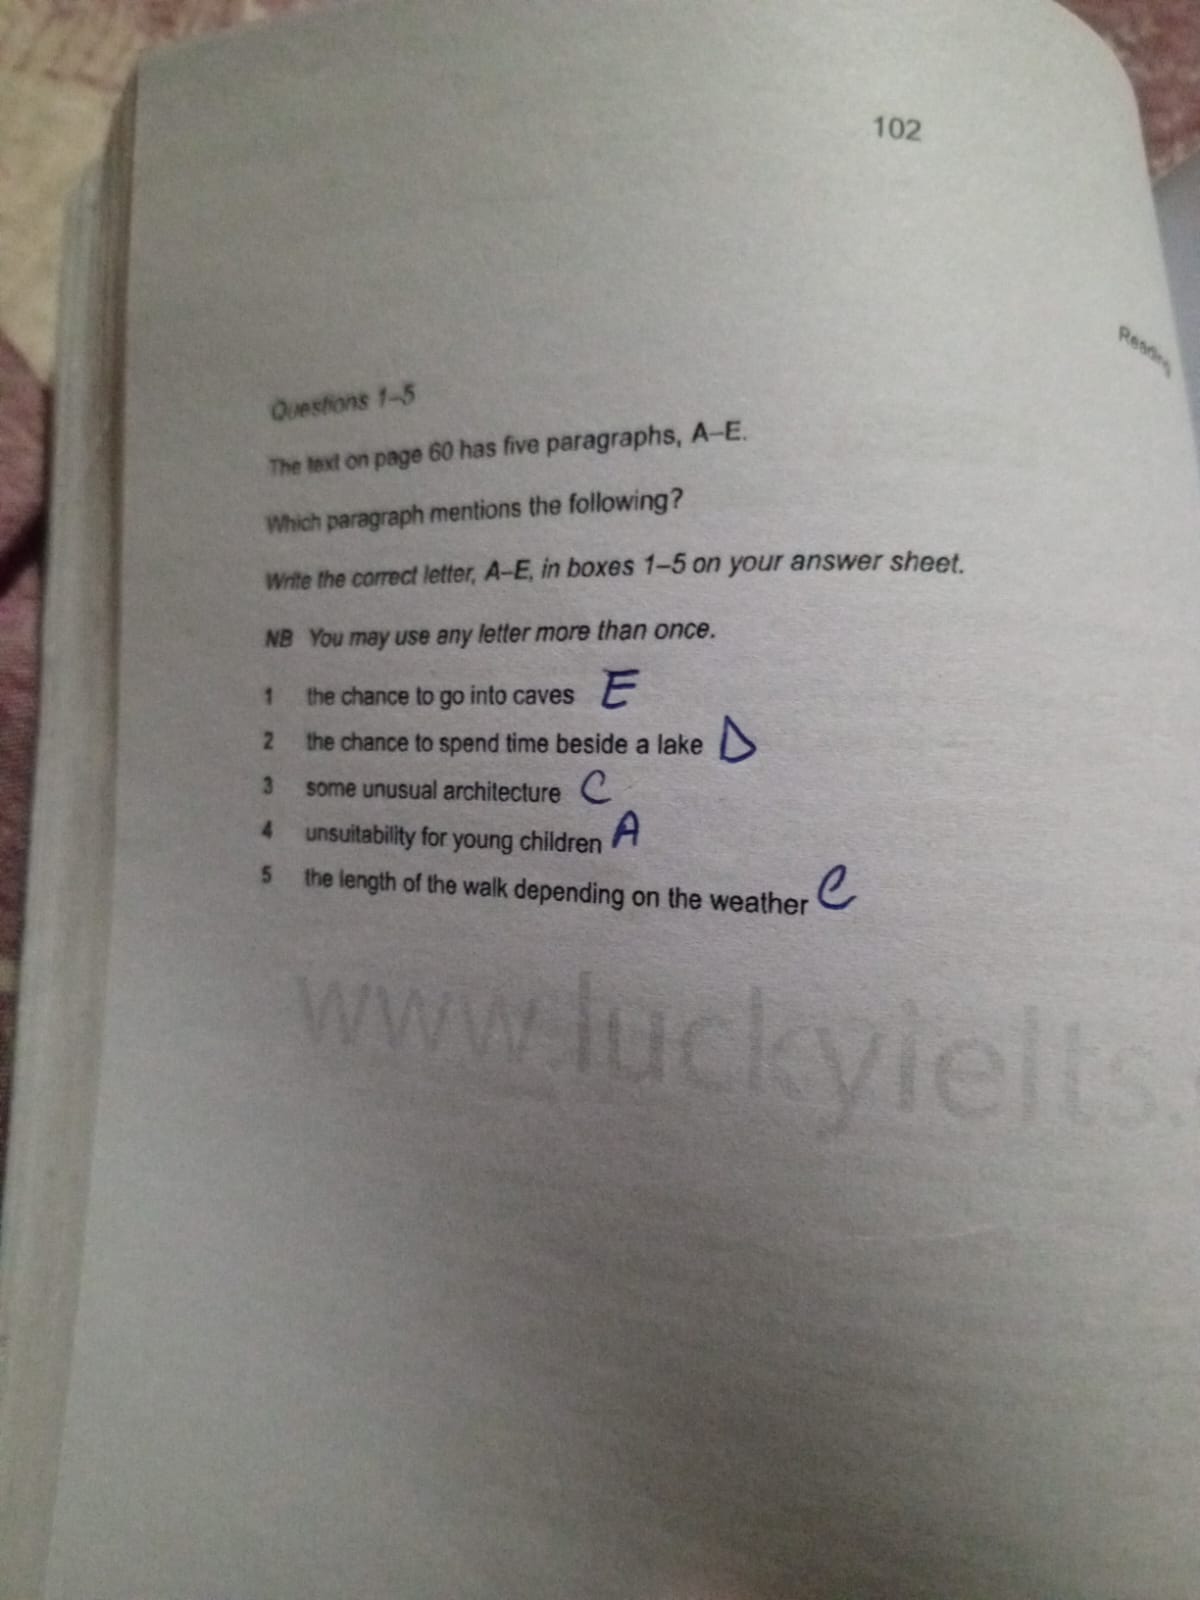 102
Reading
Questions 1–5
The text on page 60 has five paragraphs, A–E.
Which paragraph mentions the following?
Write the correct letter, A–E, in boxes 1–5 on your answer sheet.
NB You may use any letter more than once.
1 the chance to go into caves E
2 the chance to spend time beside a lake D
3 some unusual architecture C
4 unsuitability for young children A
5 the length of the walk depending on the weather C
www.luckyielts.